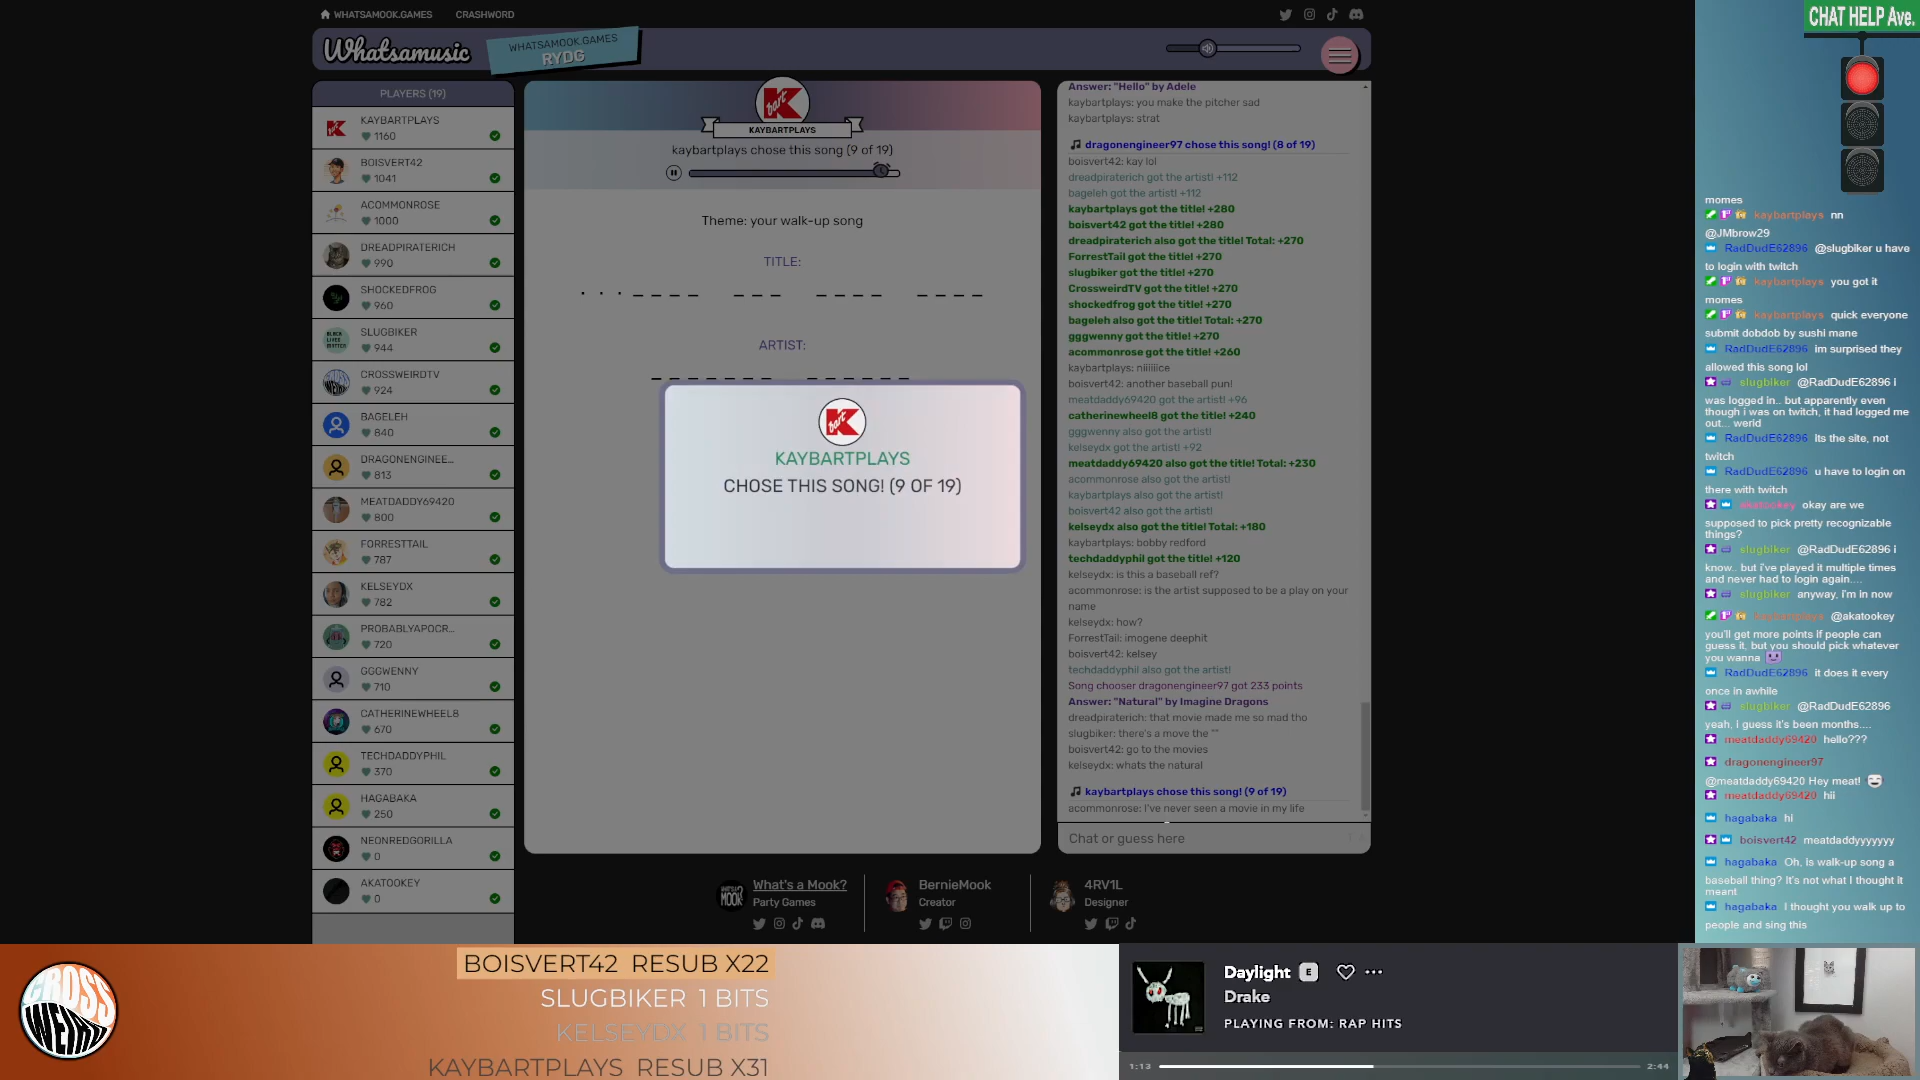 WHATSAMOOK.GAMES
CRASHWORD
Whatsamusic
WHATSAMOOK.GAMES
RYDG
PLAYERS (19)
KAYBARTPLAYS
1160
BOISVERT42
1041
ACOMMONROSE
1000
DREADPIRATERICH
990
SHOCKEDFROG
960
SLUGBIKER
944
CROSSWEIRDTV
924
BAGELEH
840
DRAGONENGINEE...
813
MEATDADDY69420
800
FORRESTTAIL
787
KELSEYDX
782
PROBABLYAPOCR...
720
GGGWENNY
710
CATHERINEWHEEL8
670
TECHDADDYPHIL
370
HAGABAKA
250
NEONREDGORILLA
0
AKATOOKEY
0
K
bart
KAYBARTPLAYS
kaybartplays chose this song (9 of 19)
Theme: your walk-up song
TITLE:
ARTIST:
K
bart
KAYBARTPLAYS
CHOSE THIS SONG! (9 OF 19)
Answer: "Hello" by Adele
kaybartplays: you make the pitcher sad
kaybartplays: strat
dragonengineer97 chose this song! (8 of 19)
boisvert42: kay lol
dreadpiraterich got the artist! +112
bageleh got the artist! +112
kaybartplays got the title! +280
boisvert42 got the title! +280
dreadpiraterich also got the title! Total: +270
ForrestTail got the title! +270
slugbiker got the title! +270
CrossweirdTV got the title! +270
shockedfrog got the title! +270
bageleh also got the title! Total: +270
gggwenny got the title! +270
acommonrose got the title! +260
kaybartplays: niiiiiice
boisvert42: another baseball pun!
meatdaddy69420 got the artist! +96
catherinewheel8 got the title! +240
gggwenny also got the artist!
kelseydx got the artist! +92
meatdaddy69420 also got the title! Total: +230
acommonrose also got the artist!
kaybartplays also got the artist!
boisvert42 also got the artist!
kelseydx also got the title! Total: +180
kaybartplays: bobby redford
techdaddyphil got the title! +120
kelseydx: is this a baseball ref?
acommonrose: is the artist supposed to be a play on your
name
kelseydx: how?
ForrestTail: imogene deephit
boisvert42: kelsey
techdaddyphil also got the artist!
Song chooser dragonengineer97 got 233 points
Answer: "Natural" by Imagine Dragons
dreadpiraterich: that movie made me so mad tho
slugbiker: there's a move the ""
boisvert42: go to the movies
kelseydx: whats the natural
kaybartplays chose this song! (9 of 19)
acommonrose: I've never seen a movie in my life
Chat or guess here
What's a Mook?
Party Games
BernieMook
Creator
4RV1L
Designer
CHAT HELP Ave.
momes
kaybartplays nn
@JMbrow29
RadDudE62896 @slugbiker u have
to login with twitch
kaybartplays you got it
momes
kaybartplays quick everyone
submit dobdob by sushi mane
RadDudE62896 im surprised they
allowed this song lol
slugbiker @RadDudE62896 i
was logged in.. but apparently even
though i was on twitch, it had logged me
out... werid
RadDudE62896 Its the site, not
twitch
RadDudE62896 u have to login on
there with twitch
akatookey okay are we
supposed to pick pretty recognizable
things?
slugbiker @RadDudE62896 i
know.. but i've played it multiple times
and never had to login again....
slugbiker anyway, i'm in now
kaybartplays @akatookey
you'll get more points if people can
guess it, but you should pick whatever
you wanna
RadDudE62896 it does it every
once in awhile
slugbiker @RadDudE62896
yeah, i guess it's been months....
meatdaddy69420 hello???
dragonengineer97
@meatdaddy69420 Hey meat!
meatdaddy69420 hii
hagabaka hi
boisvert42 meatdaddyyyyyyy
hagabaka Oh, is walk-up song a
baseball thing? It's not what I thought it
meant
hagabaka I thought you walk up to
people and sing this
CROSS
WEIRD
BOISVERT42 RESUB X22
SLUGBIKER 1 BITS
KELSEYDX 1 BITS
KAYBARTPLAYS RESUB X31
Daylight E
Drake
PLAYING FROM: RAP HITS
1:13
2:44